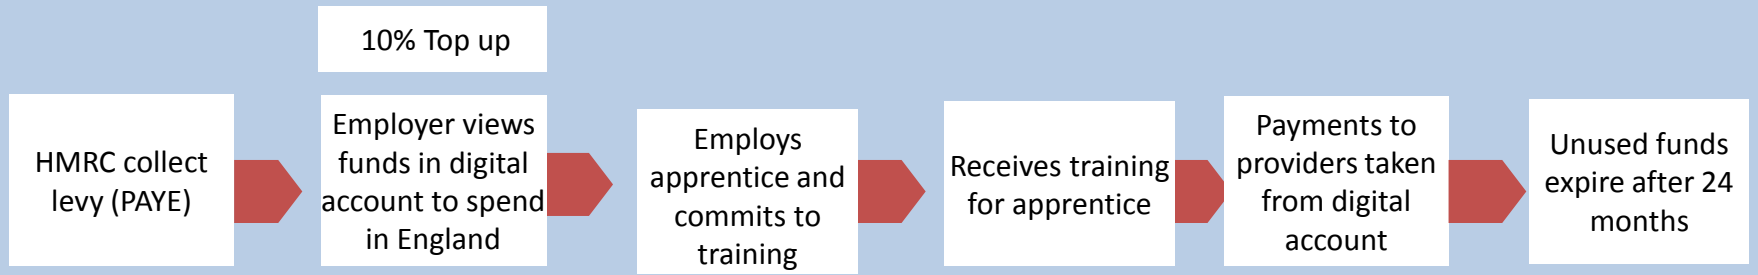 10% Top up
HMRC collect
levy (PAYE)
Employer views
funds in digital
account to spend
in England
Employs
apprentice and
commits to
training
Receives training
for apprentice
Payments to
providers taken
from digital
account
Unused funds
expire after 24
months